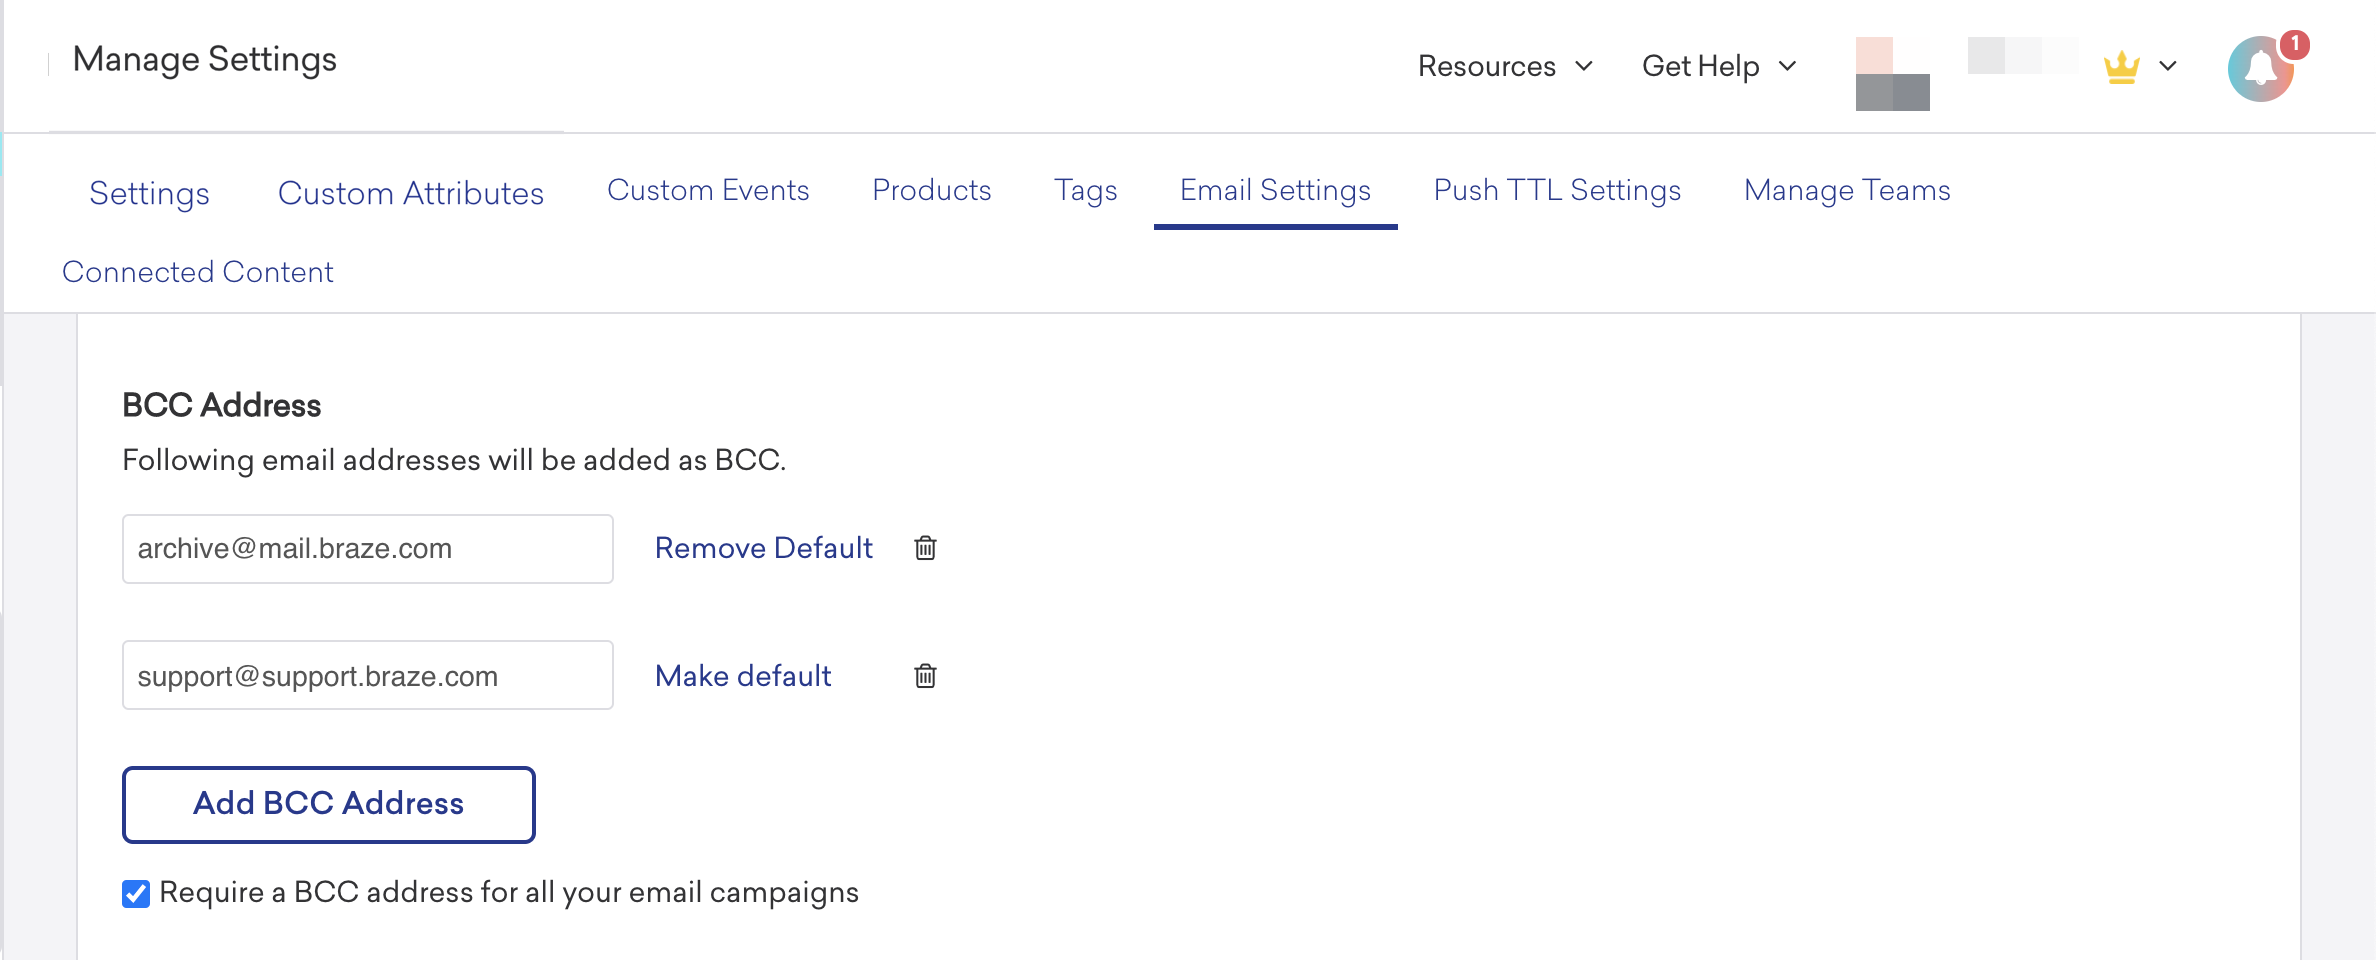 Manage Settings
Resources
Get Help
1
Settings
Custom Attributes
Custom Events
Products
Tags
Email Settings
Push TTL Settings
Manage Teams
Connected Content
BCC Address
Following email addresses will be added as BCC.
archive@mail.braze.com
Remove Default
support@support.braze.com
Make default
Add BCC Address
Require a BCC address for all your email campaigns